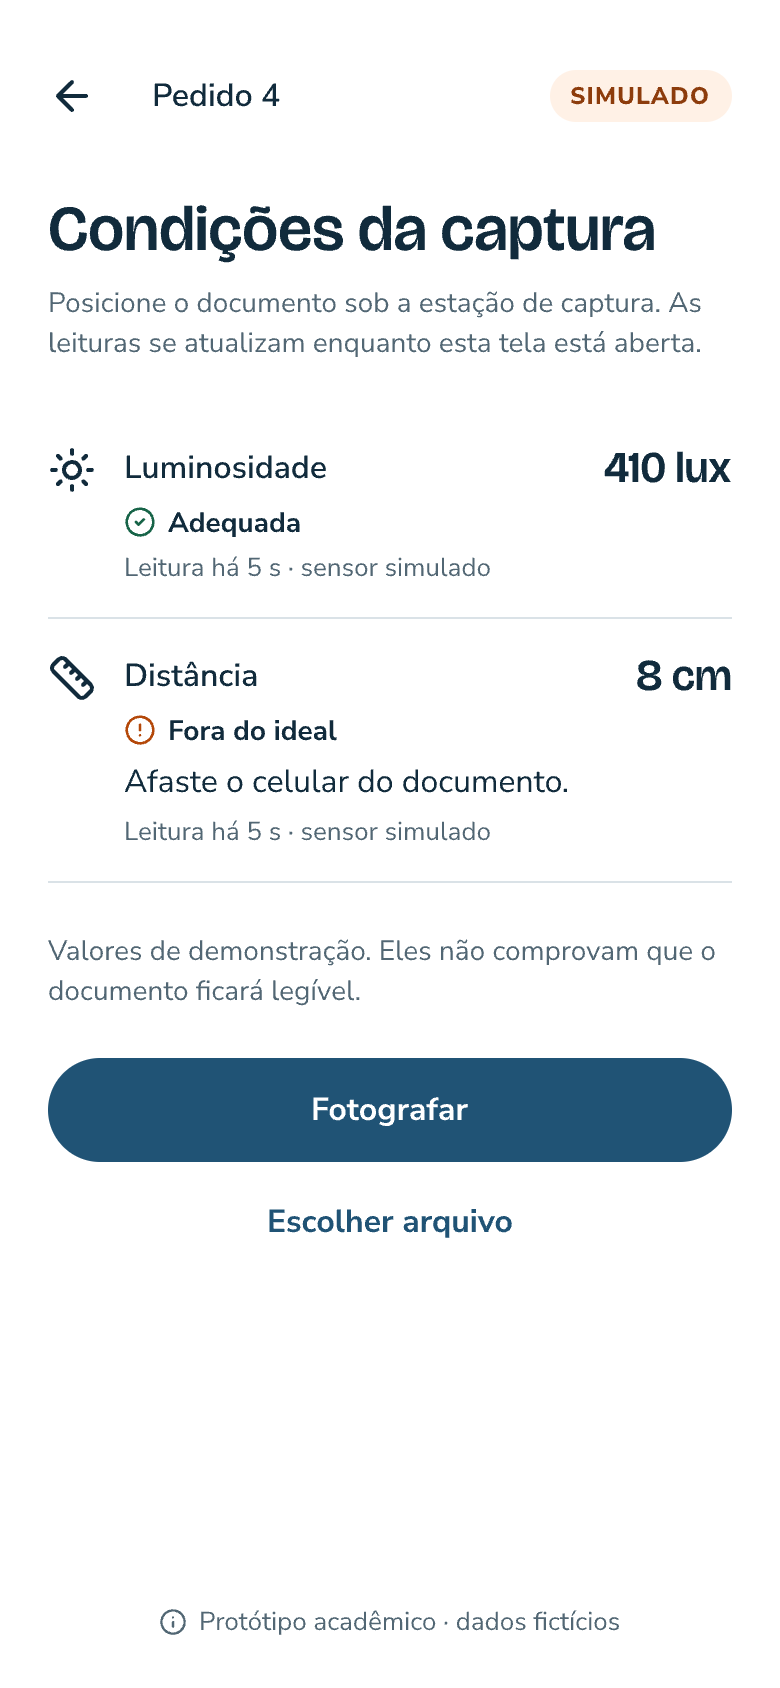 Pedido 4
SIMULADO
Condições da captura
Posicione o documento sob a estação de captura. As
leituras se atualizam enquanto esta tela está aberta.
Luminosidade
410 lux
Adequada
Leitura há 5 s · sensor simulado
Distância
8 cm
Fora do ideal
Afaste o celular do documento.
Leitura há 5 s · sensor simulado
Valores de demonstração. Eles não comprovam que o
documento ficará legível.
Fotografar
Escolher arquivo
Protótipo acadêmico · dados fictícios